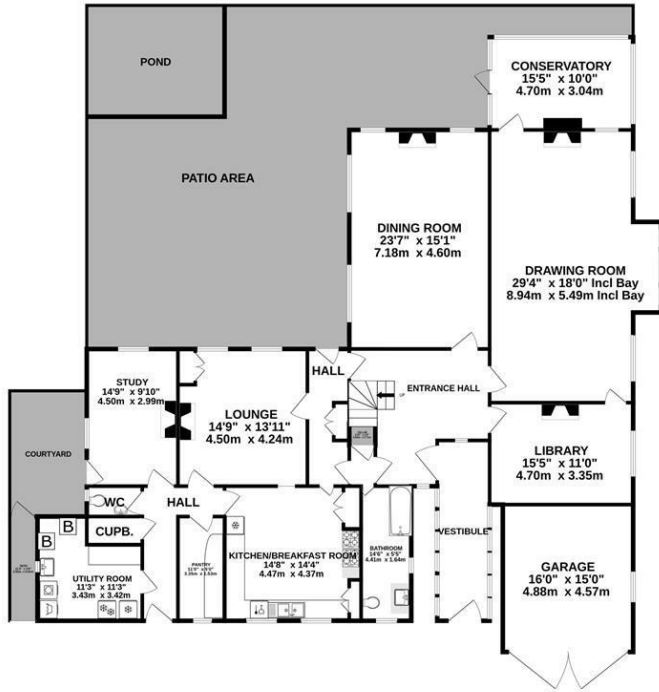 POND
CONSERVATORY
15'5" x 10'0"
4.70m x 3.04m
PATIO AREA
DINING ROOM
23'7" x 15'1"
7.18m x 4.60m
DRAWING ROOM
29'4" x 18'0" Incl Bay
8.94m x 5.49m Incl Bay
STUDY
14'9" x 9'10"
4.50m x 2.99m
LOUNGE
14'9" x 13'11"
4.50m x 4.24m
HALL
ENTRANCE HALL
UP
COURTYARD
LIBRARY
15'5" x 11'0"
4.70m x 3.35m
WC
HALL
CUPB.
B
B
UTILITY ROOM
11'3" x 11'3"
3.43m x 3.42m
PANTRY
KITCHEN/BREAKFAST ROOM
14'8" x 14'4"
4.47m x 4.37m
BATHROOM
14'6" x 5'5"
4.41m x 1.64m
VESTIBULE
GARAGE
16'0" x 15'0"
4.88m x 4.57m